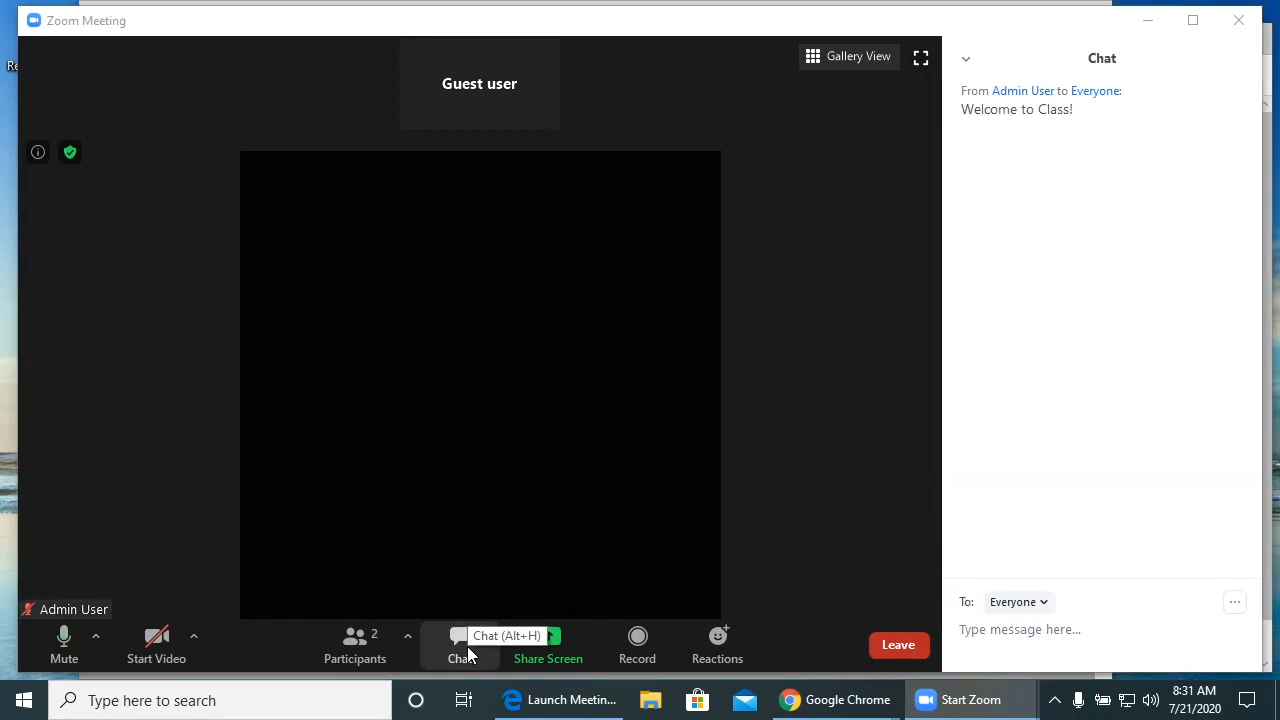 Zoom Meeting
Re
Guest user
Gallery View
Chat
From Admin User to Everyone:
Welcome to Class!
Admin User
To: Everyone
Type message here...
Mute
Start Video
Participants
2
Chat
Chat (Alt+H)
Share Screen
Record
Reactions
Leave
Type here to search
Launch Meetin...
Google Chrome
Start Zoom
8:31 AM
7/21/2020